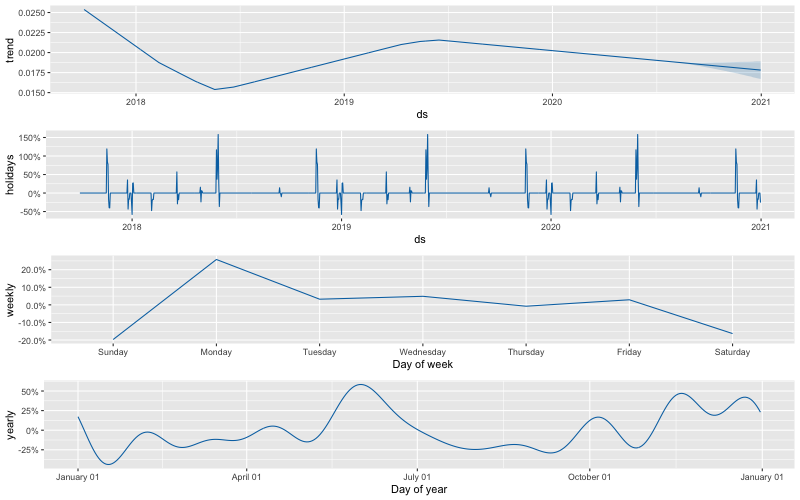 0.0250
0.0225
0.0200
0.0175
0.0150
trend
2018 2019 2020 2021
ds
150%
100%
50%
0%
-50%
holidays
2018 2019 2020 2021
ds
20.0%
10.0%
0.0%
-10.0%
-20.0%
weekly
Sunday Monday Tuesday Wednesday Thursday Friday Saturday
Day of week
50%
25%
0%
-25%
yearly
January 01 April 01 July 01 October 01 January 01
Day of year